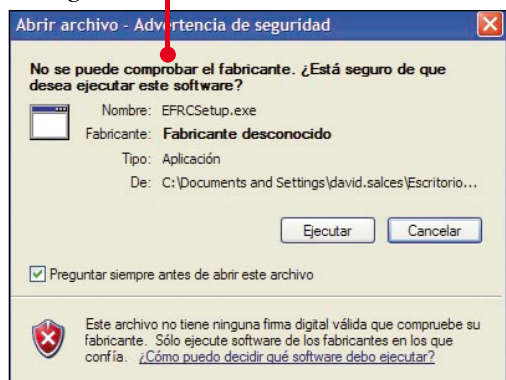 Abrir archivo - Advertencia de seguridad
No se puede comprobar el fabricante. ¿Está seguro de que
desea ejecutar este software?
Nombre: EFRCSetup.exe
Fabricante: Fabricante desconocido
Tipo: Aplicación
De: C:\Documents and Settings\david.salces\Escritorio...
Ejecutar Cancelar
Preguntar siempre antes de abrir este archivo
Este archivo no tiene ninguna firma digital válida que compruebe su
fabricante. Sólo ejecute software de los fabricantes en los que
confía. ¿Cómo puedo decidir qué software debo ejecutar?